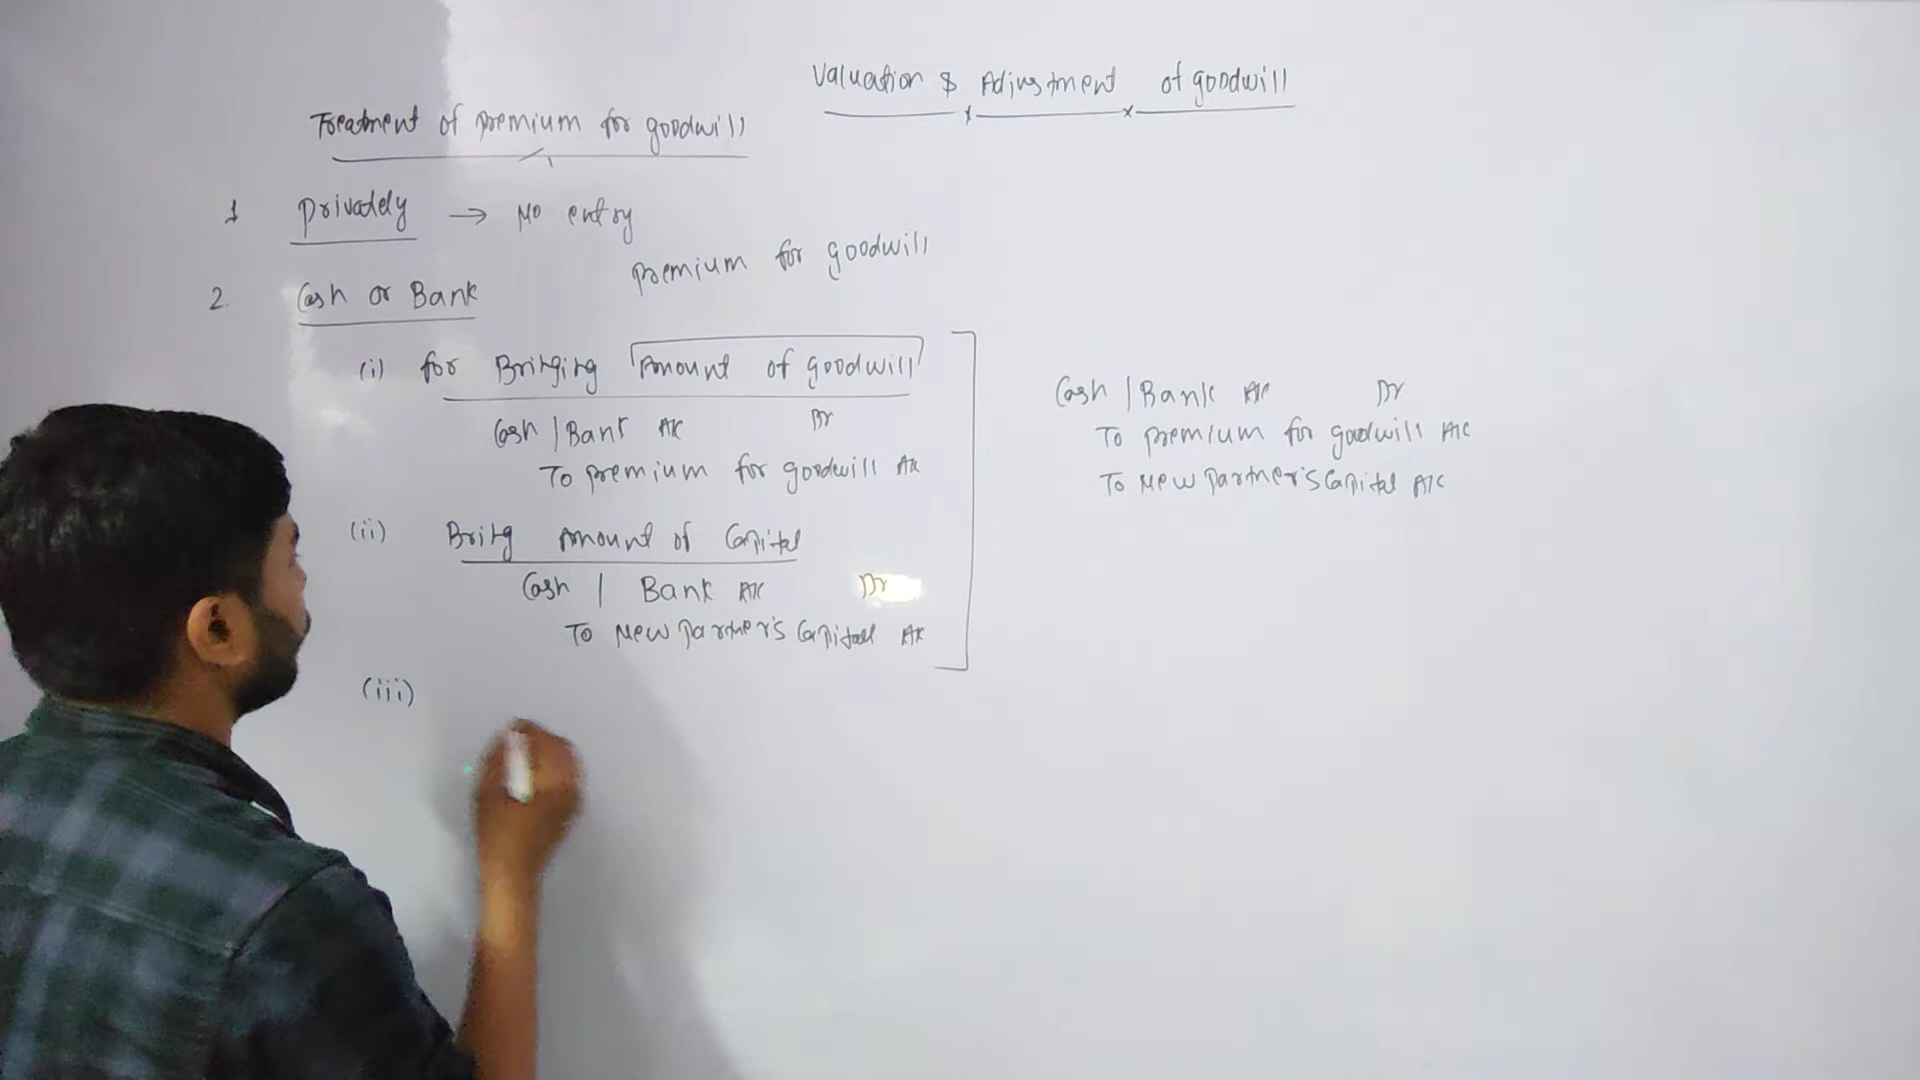 Valuation & Adjustment of goodwill
Treatment of premium for goodwill
1 privately → No entry
premium for goodwill
2. Cash or Bank
(i) for Bringing Amount of goodwill
Cash / Bank A/c Dr
To premium for goodwill A/c
(ii) Bring Amount of Capital
Cash / Bank A/c Dr
To New partner's Capital A/c
(iii)
Cash / Bank A/c Dr
To premium for goodwill A/c
To New partner's Capital A/c